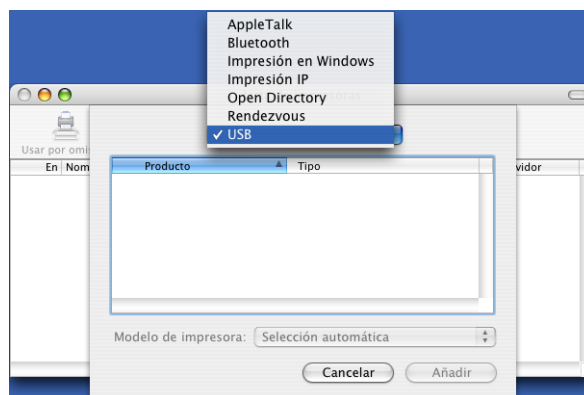 AppleTalk
Bluetooth
Impresión en Windows
Impresión IP
Open Directory
Rendezvous
✓ USB
Usar por omi
En Nom
Producto Tipo
vidor
Modelo de impresora: Selección automática
Cancelar Añadir